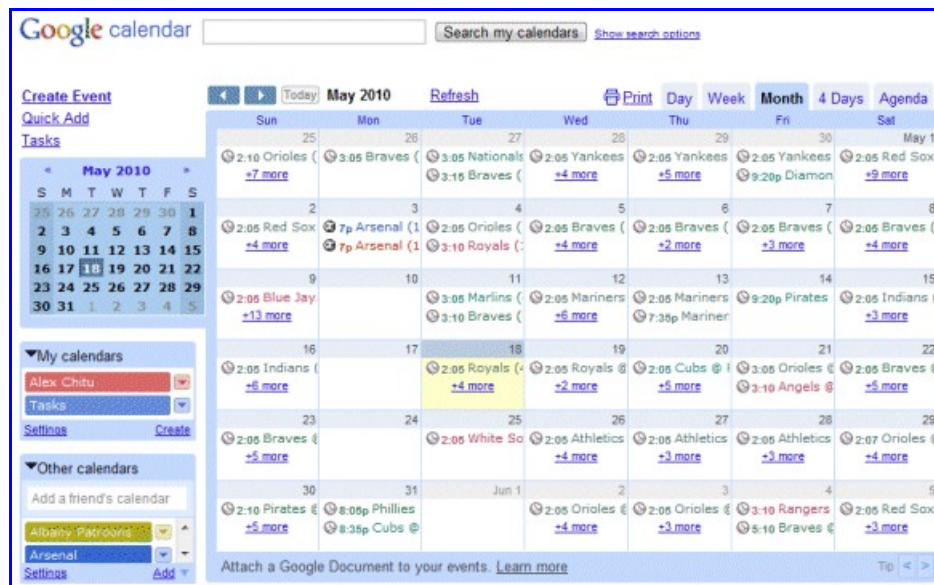 Google calendar Search my calendars Show search options
Create Event
Quick Add
Tasks
« May 2010 »
S M T W T F S
25 26 27 28 29 30 1
2 3 4 5 6 7 8
9 10 11 12 13 14 15
16 17 18 19 20 21 22
23 24 25 26 27 28 29
30 31 1 2 3 4 5
My calendars
Alex Chitu
Tasks
Settings Create
Other calendars
Add a friend's calendar
Albany Patroons
Arsenal
Settings Add
Today May 2010 Refresh Print Day Week Month 4 Days Agenda
Sun Mon Tue Wed Thu Fri Sat
25 26 27 28 29 30 May 1
2:10 Orioles ( 3:05 Braves ( 3:05 Nationals 2:05 Yankees 2:05 Yankees 2:05 Yankees 2:05 Red Sox
+7 more 3:15 Braves ( +4 more +5 more 9:20p Diamon +9 more
2 3 4 5 6 7 8
2:05 Red Sox 7p Arsenal (1 2:05 Orioles ( 2:05 Braves ( 2:05 Braves ( 2:05 Braves ( 2:05 Braves (
+4 more 7p Arsenal (1 3:10 Royals ( +4 more +2 more +3 more +4 more
9 10 11 12 13 14 15
2:05 Blue Jay 3:05 Marlins ( 2:05 Mariners 2:05 Mariners 9:20p Pirates 2:05 Indians (
+13 more 3:10 Braves ( +6 more 7:35p Mariner +3 more
16 17 18 19 20 21 22
2:05 Indians ( 2:05 Royals (4 2:05 Royals @ 2:05 Cubs @ 3:05 Orioles @ 2:05 Braves @
+6 more +4 more +2 more +5 more 3:10 Angels @ +5 more
23 24 25 26 27 28 29
2:05 Braves @ 2:05 White So 2:05 Athletics 2:05 Athletics 2:05 Athletics 2:07 Orioles @
+5 more +4 more +3 more +3 more +4 more
30 31 Jun 1 2 3 4 5
2:10 Pirates @ 8:05p Phillies 2:05 Orioles @ 2:05 Orioles @ 3:10 Rangers 2:05 Red Sox
+5 more 8:35p Cubs @ +4 more +3 more 5:10 Braves @ +3 more
Attach a Google Document to your events. Learn more Tip < >